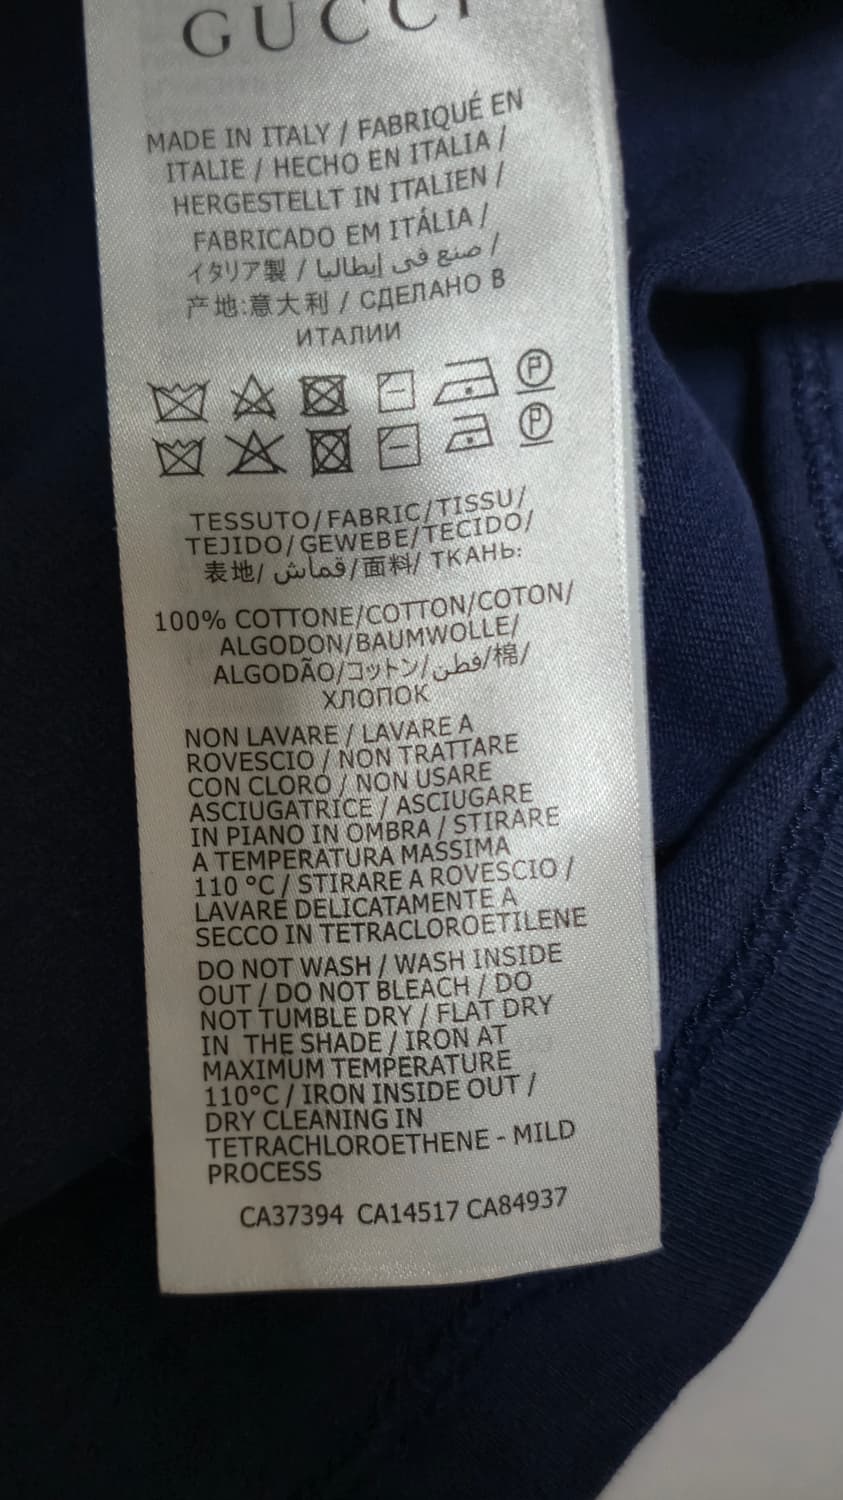 GUCCI
MADE IN ITALY / FABRIQUÉ EN
ITALIE / HECHO EN ITALIA /
HERGESTELLT IN ITALIEN /
FABRICADO EM ITÁLIA /
イタリア製 / صنع في إيطاليا /
产地:意大利 / СДЕЛАНО В
ИТАЛИИ
P
P
TESSUTO/FABRIC/TISSU/
TEJIDO/GEWEBE/TECIDO/
表地/ قماش/面料/ ТКАНЬ:
100% COTTONE/COTTON/COTON/
ALGODON/BAUMWOLLE/
ALGODÃO/コットン/قطن/棉/
ХЛОПОК
NON LAVARE / LAVARE A
ROVESCIO / NON TRATTARE
CON CLORO / NON USARE
ASCIUGATRICE / ASCIUGARE
IN PIANO IN OMBRA / STIRARE
A TEMPERATURA MASSIMA
110 °C / STIRARE A ROVESCIO /
LAVARE DELICATAMENTE A
SECCO IN TETRACLOROETILENE
DO NOT WASH / WASH INSIDE
OUT / DO NOT BLEACH / DO
NOT TUMBLE DRY / FLAT DRY
IN THE SHADE / IRON AT
MAXIMUM TEMPERATURE
110°C / IRON INSIDE OUT /
DRY CLEANING IN
TETRACHLOROETHENE - MILD
PROCESS
CA37394 CA14517 CA84937